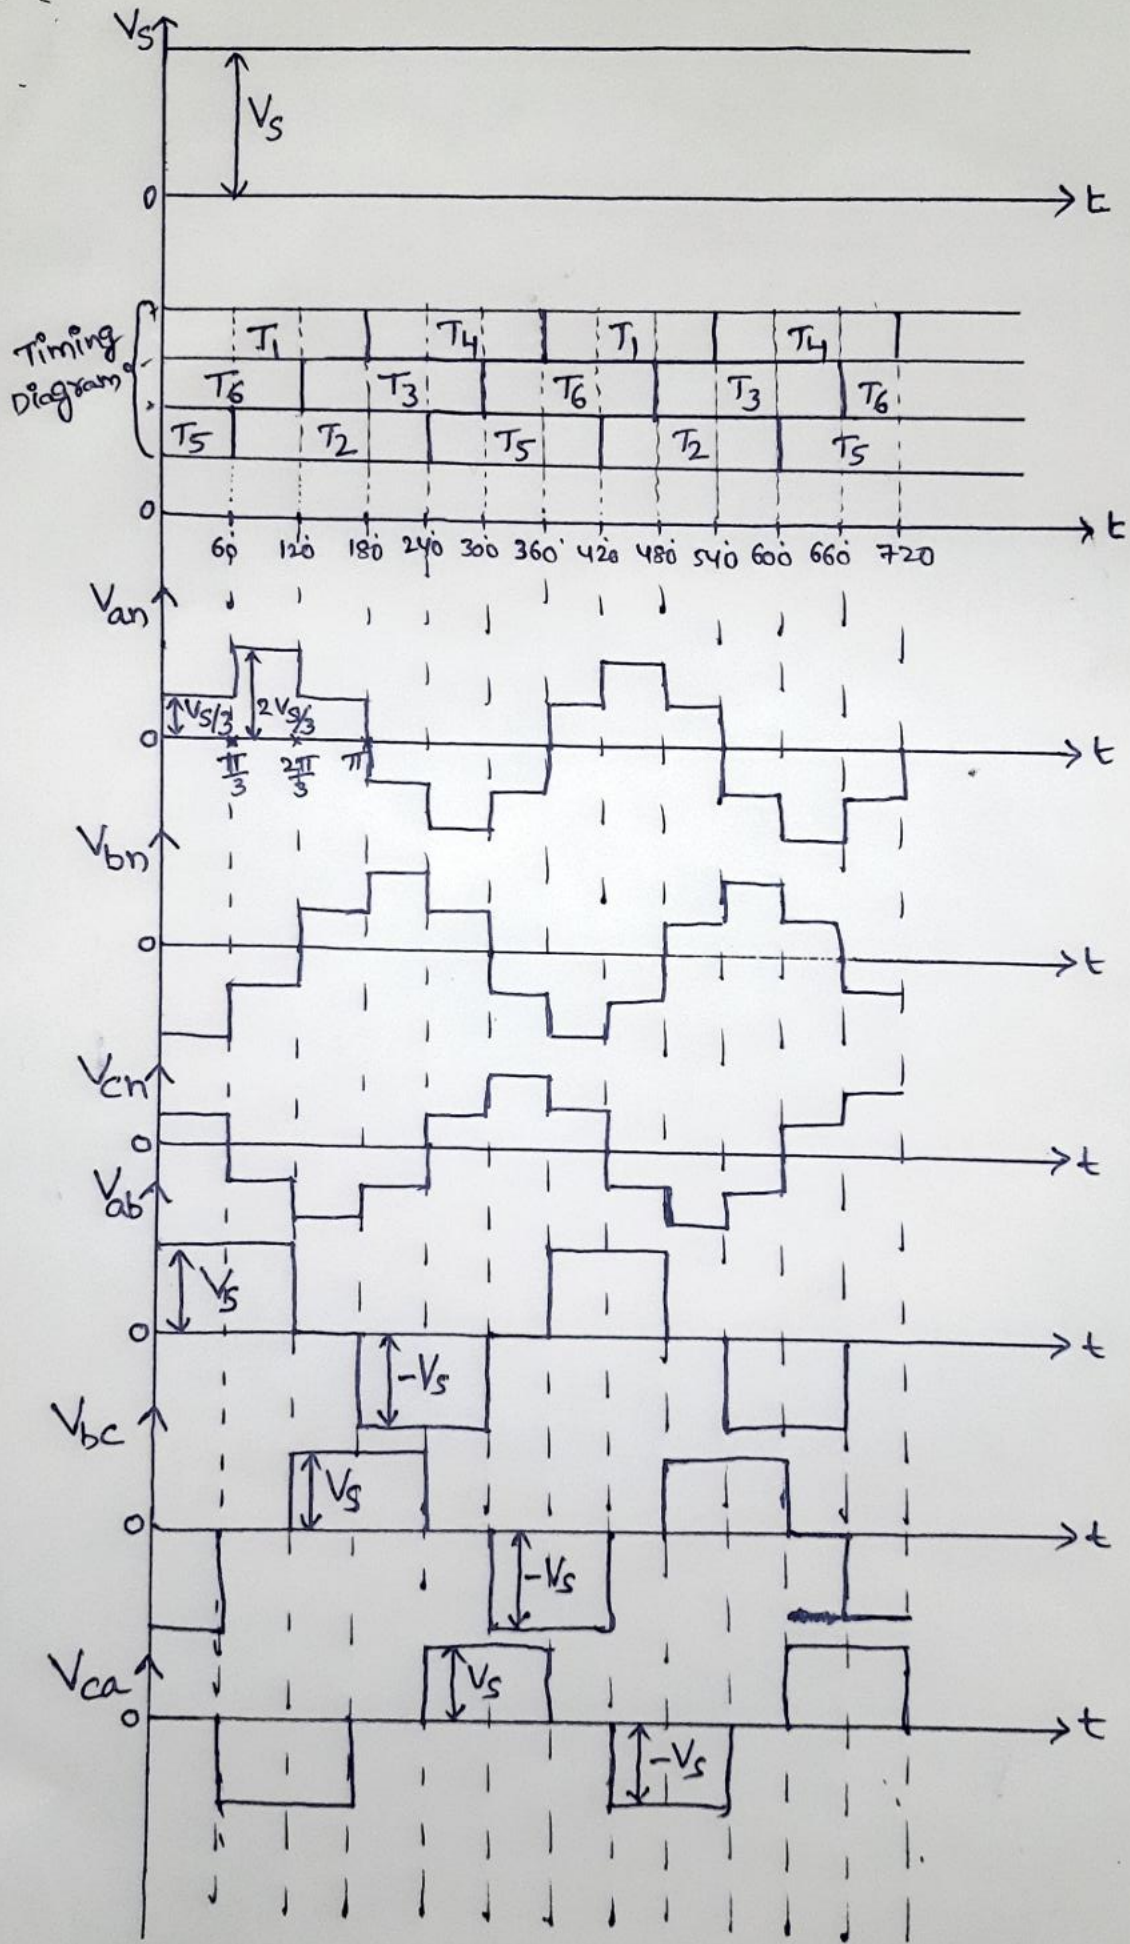 Vs
Vs
0
t
Timing
Diagram
T1 T4 T1 T4
T6 T3 T6 T3 T6
T5 T2 T5 T2 T5
0
t
60° 120° 180° 240° 300° 360° 420° 480° 540° 600° 660° 720
Van
Vs/3 2Vs/3
0
t
π/3 2π/3 π
Vbn
0
t
Vcn
0
t
Vab
Vs
0
t
-Vs
Vbc
Vs
0
t
-Vs
Vca
Vs
0
t
-Vs